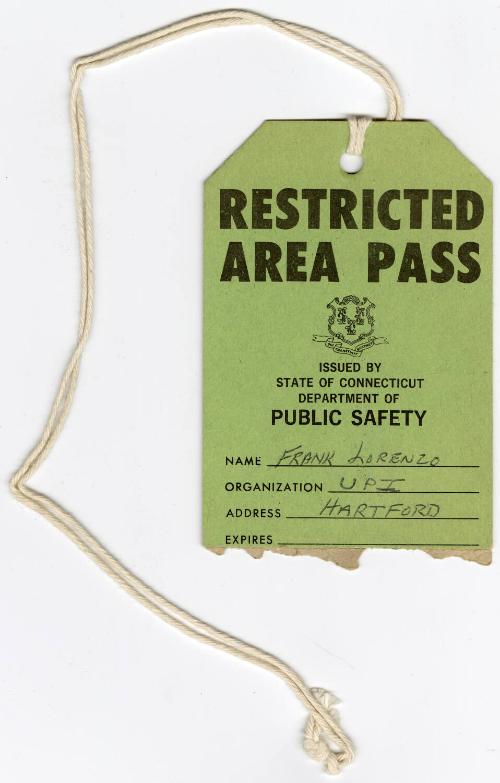 RESTRICTED
AREA PASS
ISSUED BY
STATE OF CONNECTICUT
DEPARTMENT OF
PUBLIC SAFETY
NAME FRANK LORENZO
ORGANIZATION UPI
ADDRESS HARTFORD
EXPIRES